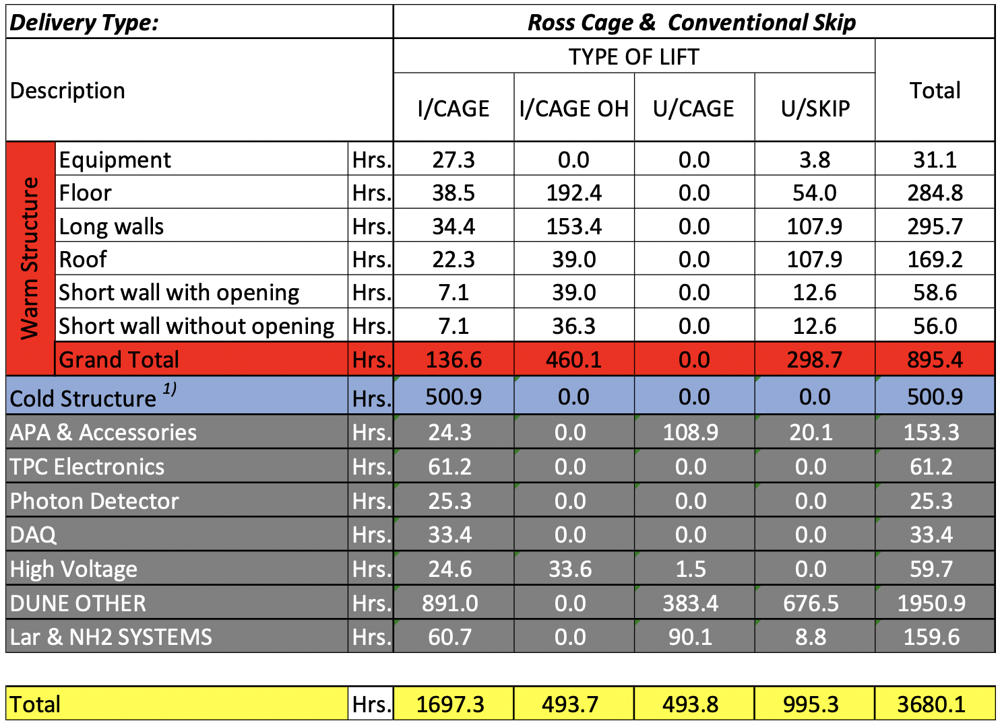 Delivery Type: Ross Cage & Conventional Skip
Description TYPE OF LIFT Total
I/CAGE I/CAGE OH U/CAGE U/SKIP
Warm Structure
Equipment Hrs. 27.3 0.0 0.0 3.8 31.1
Floor Hrs. 38.5 192.4 0.0 54.0 284.8
Long walls Hrs. 34.4 153.4 0.0 107.9 295.7
Roof Hrs. 22.3 39.0 0.0 107.9 169.2
Short wall with opening Hrs. 7.1 39.0 0.0 12.6 58.6
Short wall without opening Hrs. 7.1 36.3 0.0 12.6 56.0
Grand Total Hrs. 136.6 460.1 0.0 298.7 895.4
Cold Structure 1) Hrs. 500.9 0.0 0.0 0.0 500.9
APA & Accessories Hrs. 24.3 0.0 108.9 20.1 153.3
TPC Electronics Hrs. 61.2 0.0 0.0 0.0 61.2
Photon Detector Hrs. 25.3 0.0 0.0 0.0 25.3
DAQ Hrs. 33.4 0.0 0.0 0.0 33.4
High Voltage Hrs. 24.6 33.6 1.5 0.0 59.7
DUNE OTHER Hrs. 891.0 0.0 383.4 676.5 1950.9
Lar & NH2 SYSTEMS Hrs. 60.7 0.0 90.1 8.8 159.6
Total Hrs. 1697.3 493.7 493.8 995.3 3680.1